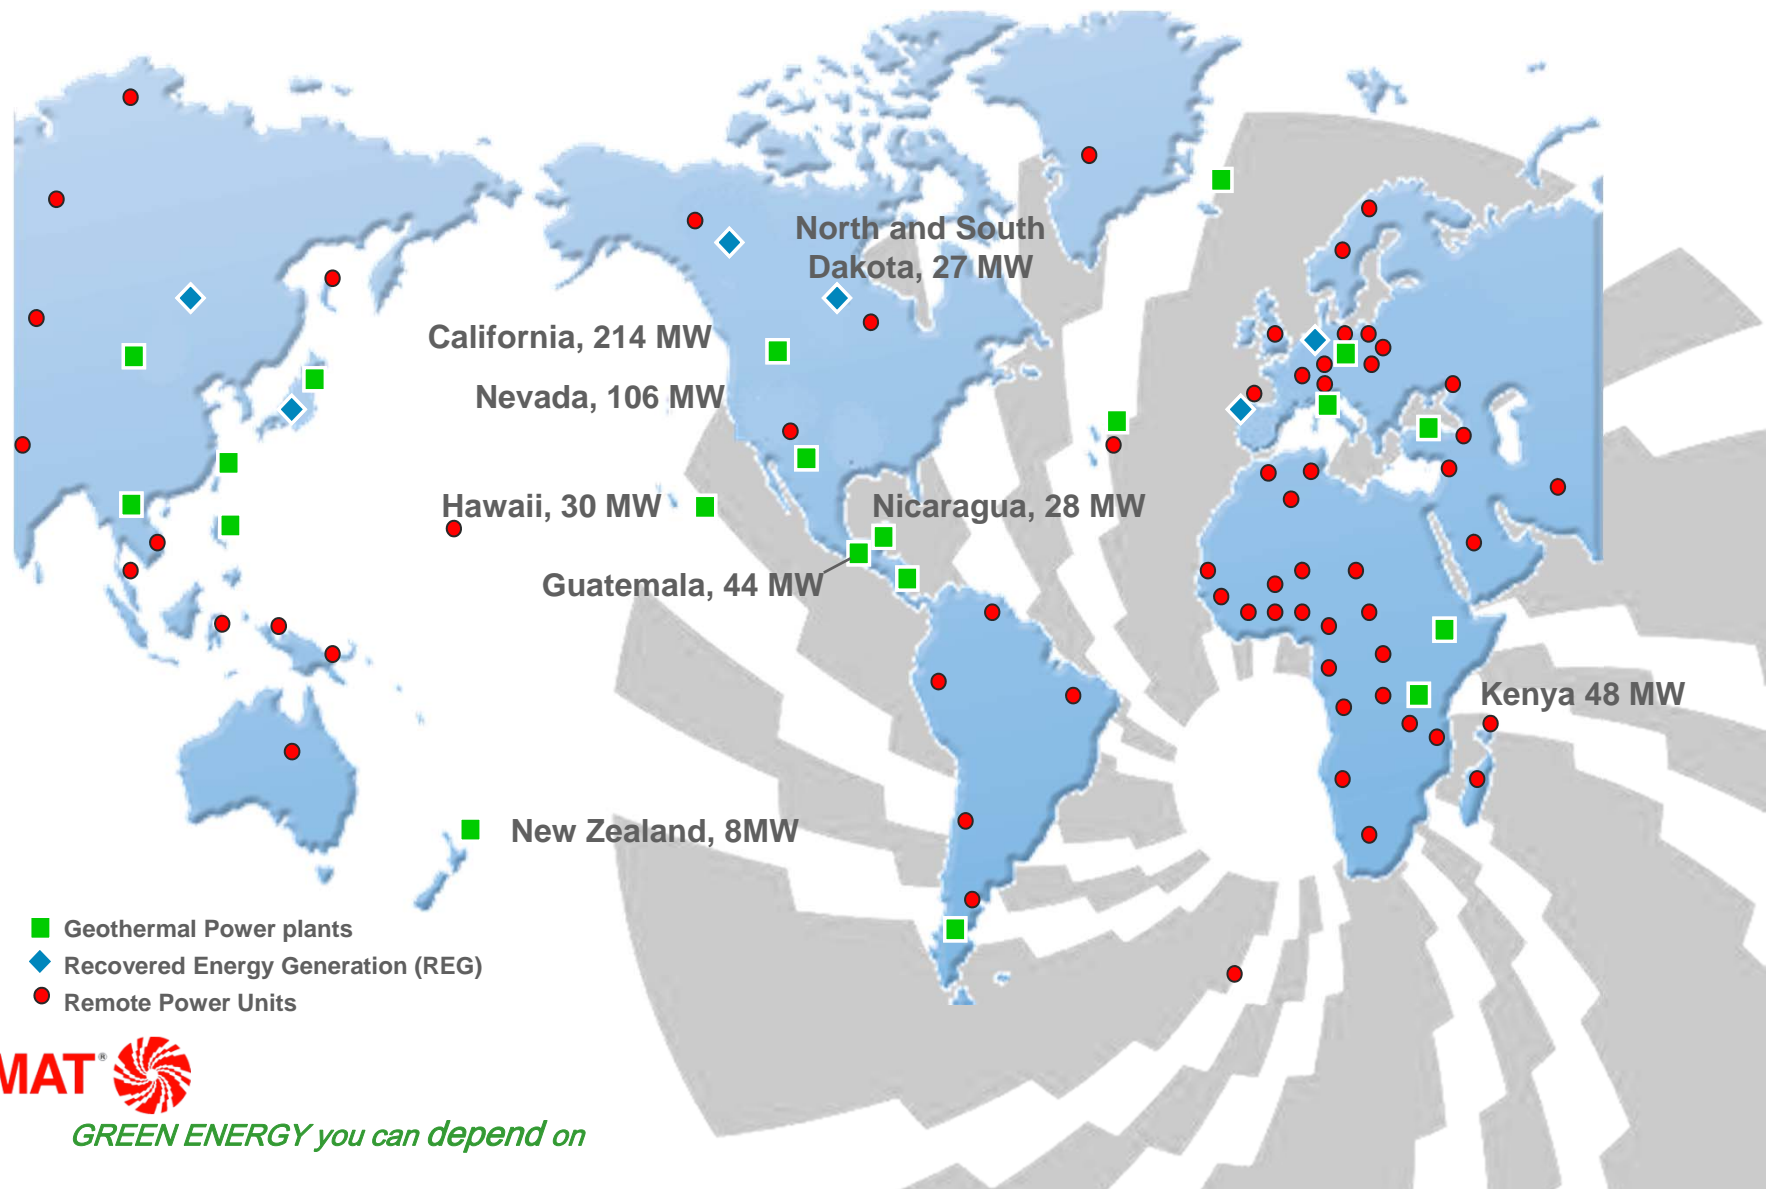 North and South
Dakota, 27 MW
California, 214 MW
Nevada, 106 MW
Hawaii, 30 MW
Nicaragua, 28 MW
Guatemala, 44 MW
Kenya 48 MW
New Zealand, 8MW
Geothermal Power plants
Recovered Energy Generation (REG)
Remote Power Units
MAT®
GREEN ENERGY you can depend on